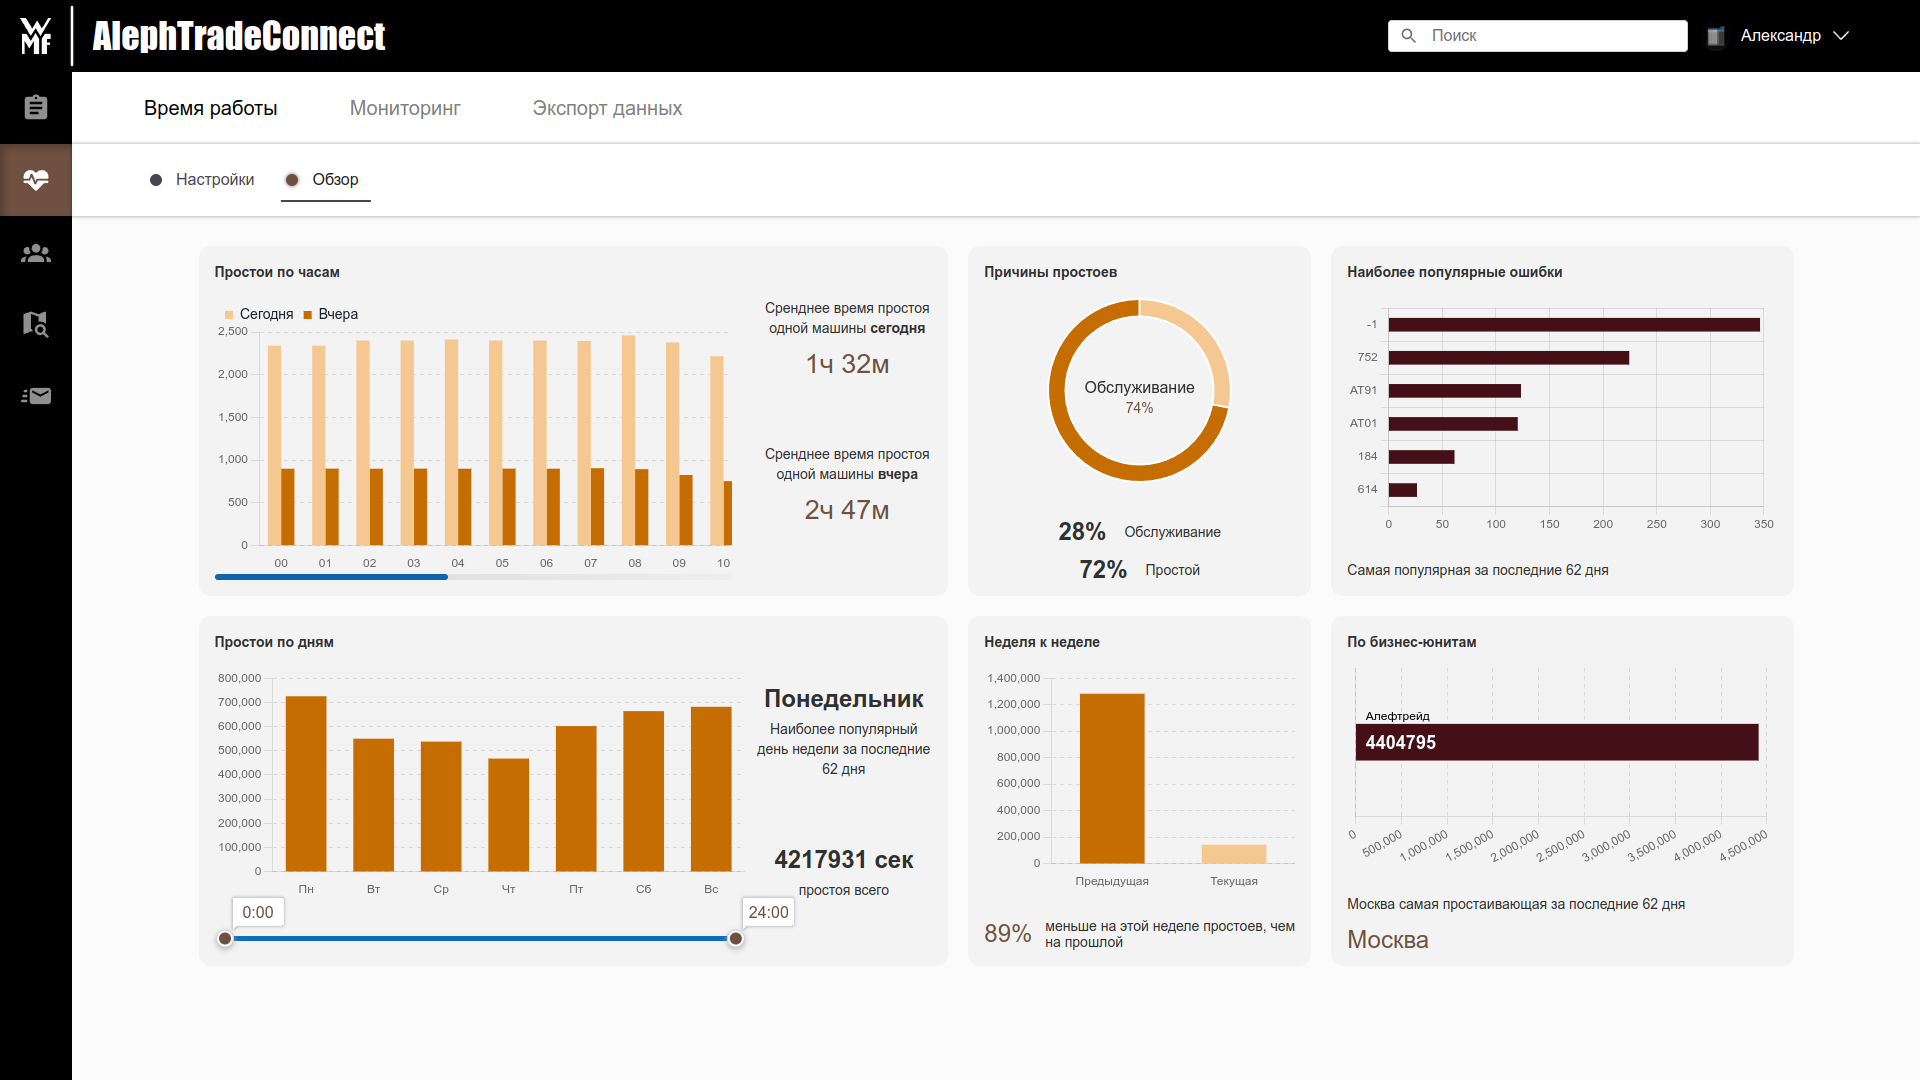 WMF
AlephTradeConnect
Поиск
Александр
Время работы
Мониторинг
Экспорт данных
Настройки
Обзор
Простои по часам
Сегодня
Вчера
2,500
2,000
1,500
1,000
500
0
00 01 02 03 04 05 06 07 08 09 10
Сренднее время простоя
одной машины сегодня
1ч 32м
Сренднее время простоя
одной машины вчера
2ч 47м
Причины простоев
Обслуживание
74%
28% Обслуживание
72% Простой
Наиболее популярные ошибки
-1
752
AT91
AT01
184
614
0 50 100 150 200 250 300 350
Самая популярная за последние 62 дня
Простои по дням
800,000
700,000
600,000
500,000
400,000
300,000
200,000
100,000
0
Пн Вт Ср Чт Пт Сб Вс
0:00
24:00
Понедельник
Наиболее популярный
день недели за последние
62 дня
4217931 сек
простоя всего
Неделя к неделе
1,400,000
1,200,000
1,000,000
800,000
600,000
400,000
200,000
0
Предыдущая Текущая
89%
меньше на этой неделе простоев, чем
на прошлой
По бизнес-юнитам
Алефтрейд
4404795
0 500,000 1,000,000 1,500,000 2,000,000 2,500,000 3,000,000 3,500,000 4,000,000 4,500,000
Москва самая простаивающая за последние 62 дня
Москва